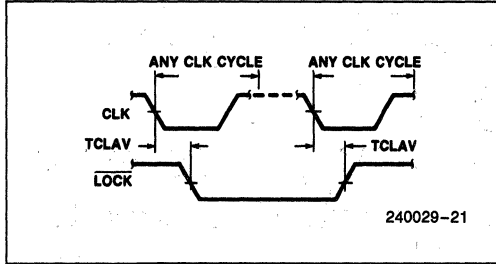 ANY CLK CYCLE ANY CLK CYCLE
CLK
TCLAV TCLAV
LOCK
240029-21